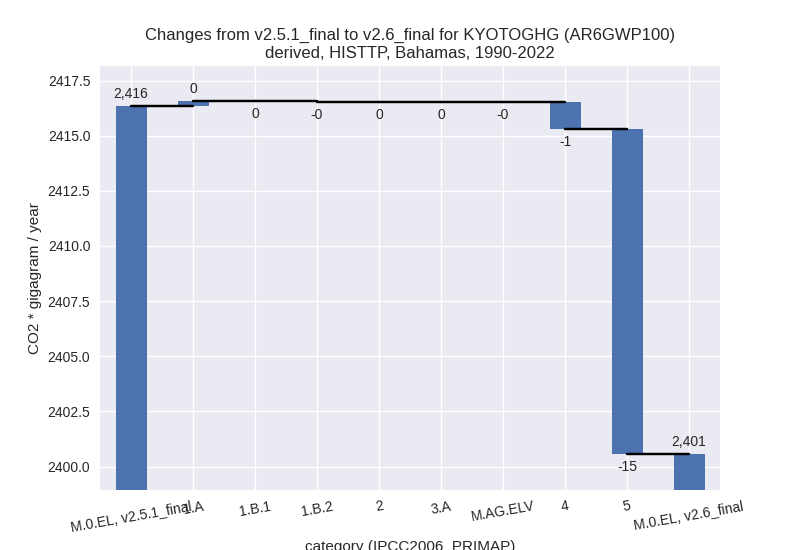 Changes from v2.5.1_final to v2.6_final for KYOTOGHG (AR6GWP100)
derived, HISTTP, Bahamas, 1990-2022
2417.5
2415.0
2412.5
2410.0
2407.5
2405.0
2402.5
2400.0
CO2 * gigagram / year
2,416
0
0
-0
0
0
-0
-1
-15
2,401
M.0.EL, v2.5.1_final
1.A
1.B.1
1.B.2
2
3.A
M.AG.ELV
4
5
M.0.EL, v2.6_final
category (IPCC2006_PRIMAP)